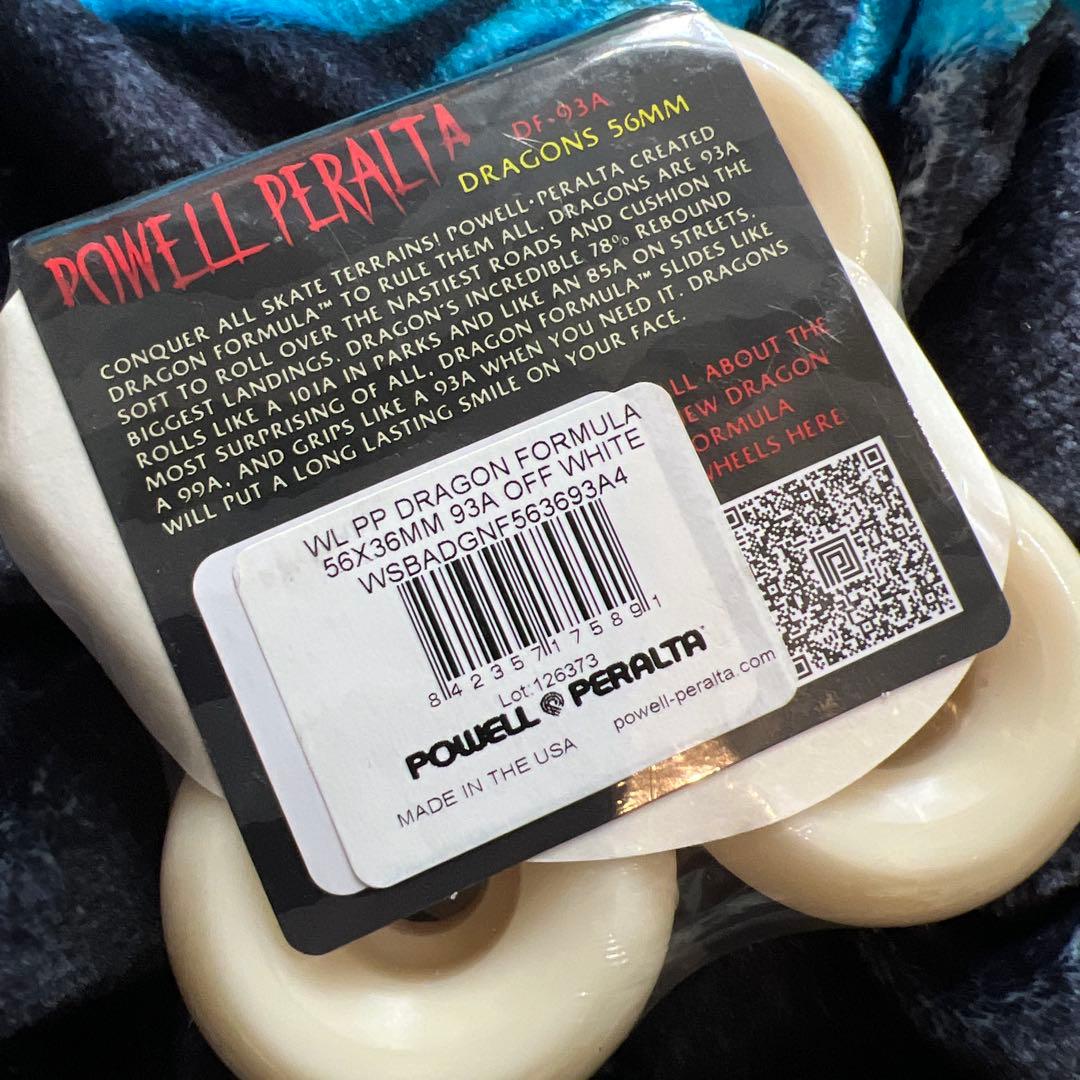 POWELL PERALTA
DF-93A
DRAGONS 56MM
CONQUER ALL SKATE TERRAINS! POWELL·PERALTA CREATED
DRAGON FORMULA™ TO RULE THEM ALL. DRAGONS ARE 93A
SOFT TO ROLL OVER THE NASTIEST ROADS AND CUSHION THE
BIGGEST LANDINGS. DRAGON'S INCREDIBLE 78% REBOUND
ROLLS LIKE A 101A IN PARKS AND LIKE AN 85A ON STREETS.
MOST SURPRISING OF ALL, DRAGON FORMULA™ SLIDES LIKE
A 99A, AND GRIPS LIKE A 93A WHEN YOU NEED IT. DRAGONS
WILL PUT A LONG LASTING SMILE ON YOUR FACE.
ABOUT THE
DRAGON
HERE
WL PP DRAGON FORMULA
56X36MM 93A OFF WHITE
WSBADGNF563693A4
8 42357 17589 1
Lot:126373
POWELL PERALTA
MADE IN THE USA
powell-peralta.com